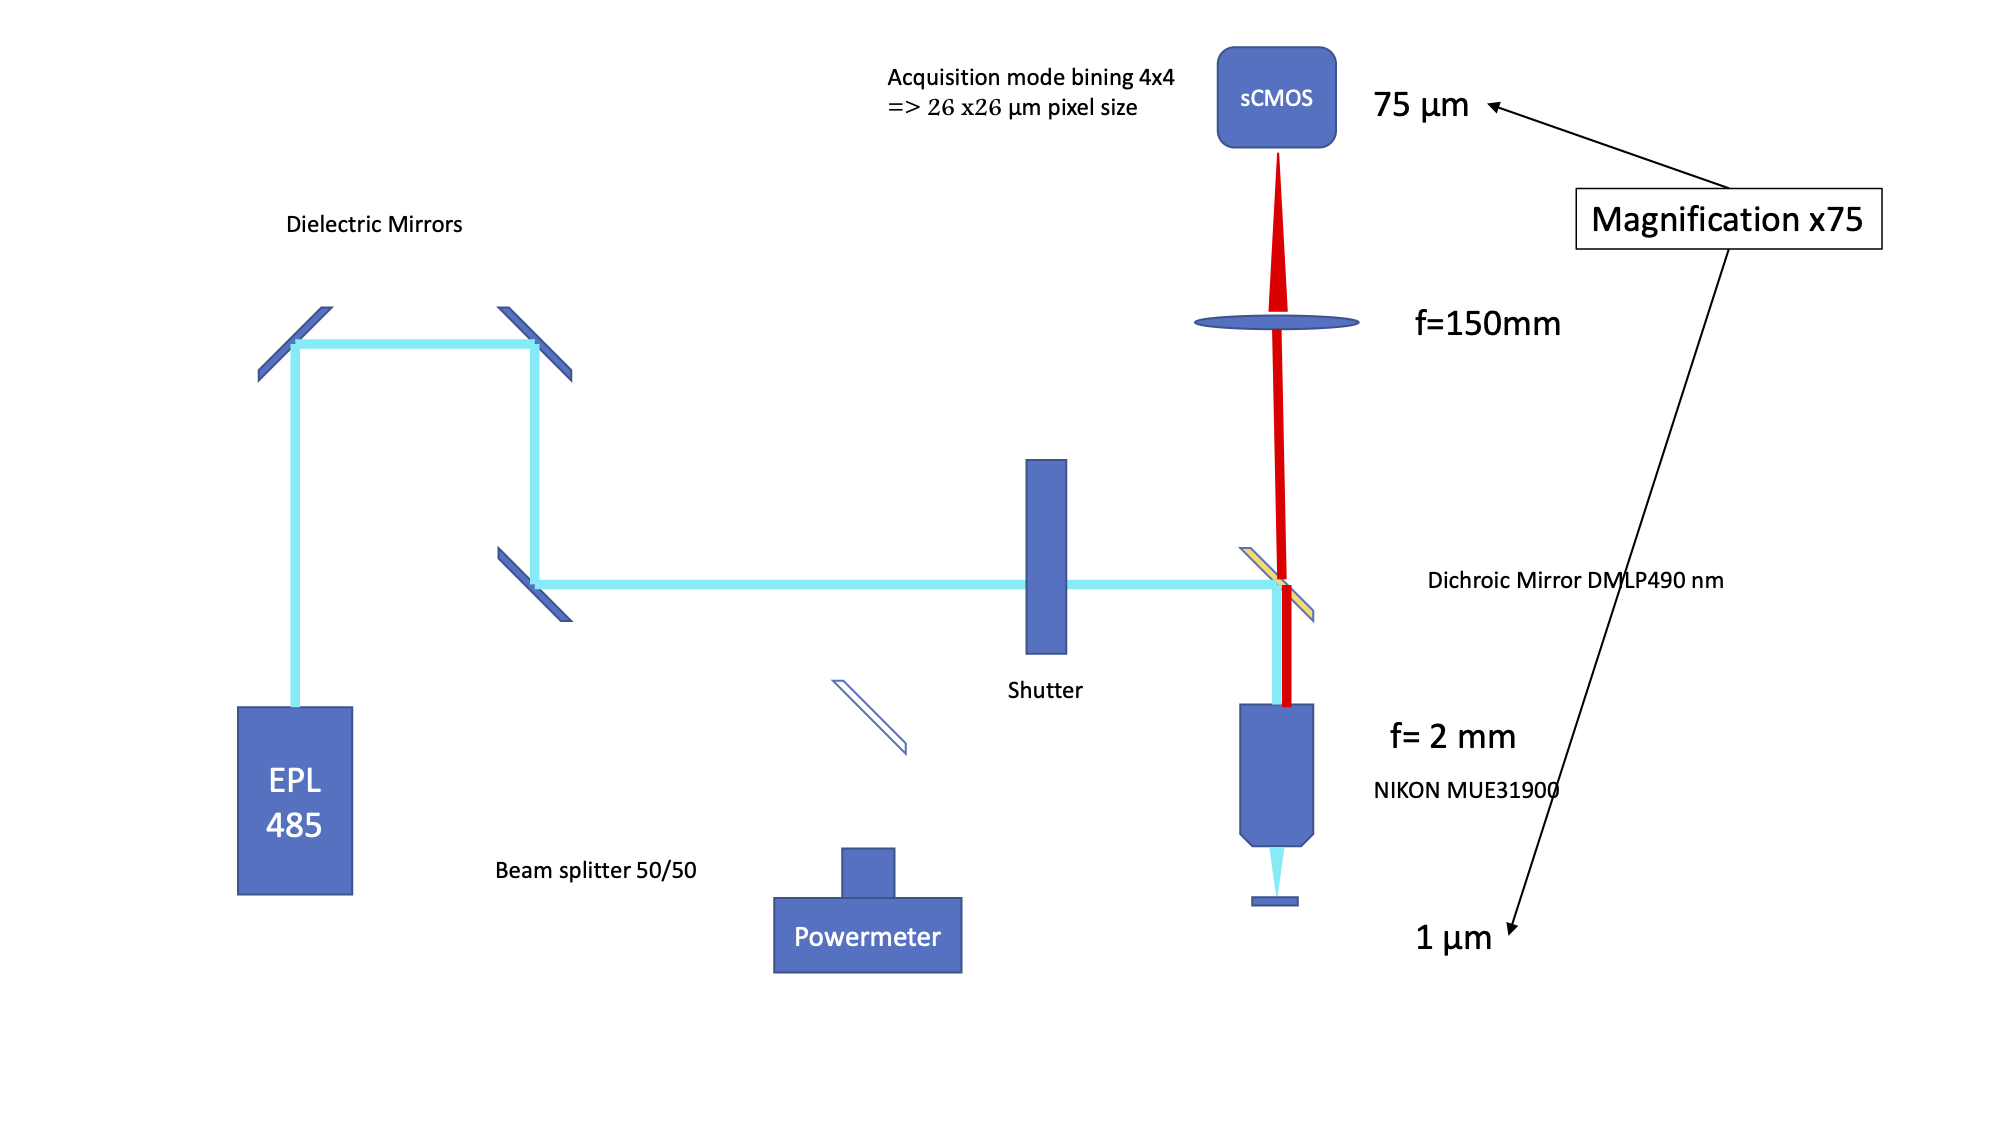 Acquisition mode bining 4x4
=> 26 x26 μm pixel size
sCMOS
75 μm
Magnification x75
Dielectric Mirrors
f=150mm
Dichroic Mirror DMLP490 nm
Shutter
f= 2 mm
NIKON MUE31900
EPL
485
Beam splitter 50/50
Powermeter
1 μm